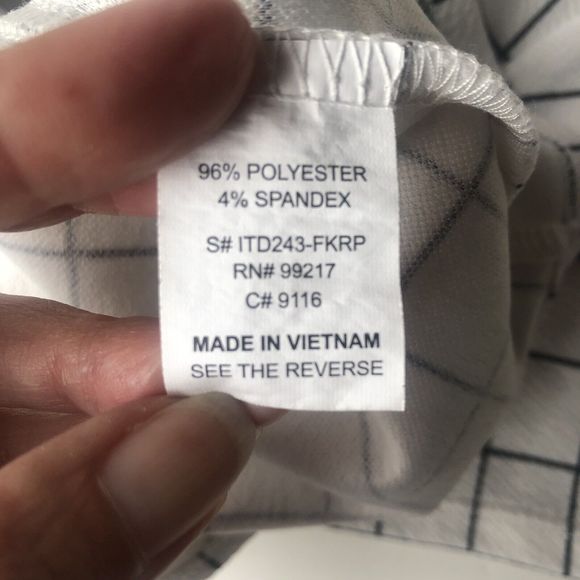 96% POLYESTER
4% SPANDEX
S# ITD243-FKRP
RN# 99217
C# 9116
MADE IN VIETNAM
SEE THE REVERSE